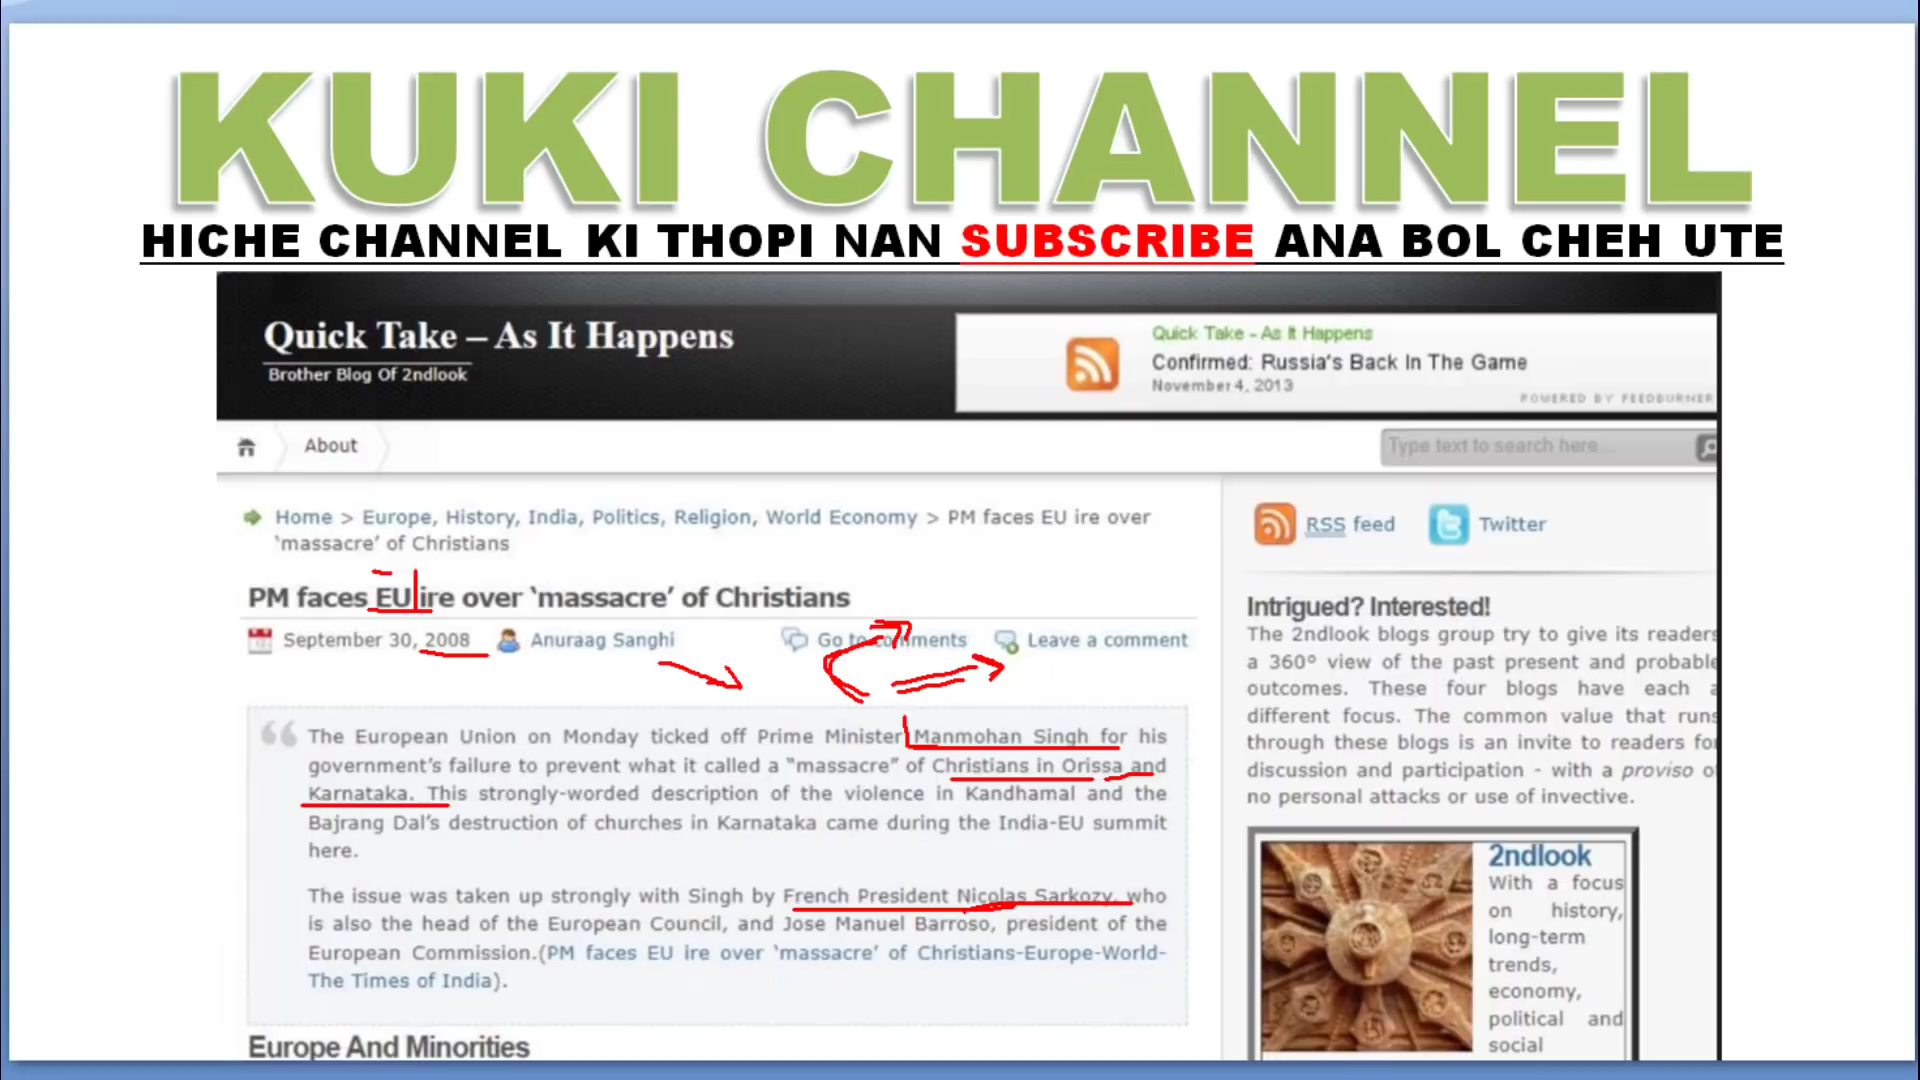 KUKI CHANNEL
HICHE CHANNEL KI THOPI NAN SUBSCRIBE ANA BOL CHEH UTE
Quick Take – As It Happens
Brother Blog Of 2ndlook
Quick Take - As It Happens
Confirmed: Russia's Back In The Game
November 4, 2013
POWERED BY FEEDBURNER
About
Type text to search here...
Home > Europe, History, India, Politics, Religion, World Economy > PM faces EU ire over
‘massacre’ of Christians
PM faces EU ire over ‘massacre’ of Christians
September 30, 2008 Anuraag Sanghi Go to comments Leave a comment
The European Union on Monday ticked off Prime Minister Manmohan Singh for his
government’s failure to prevent what it called a “massacre” of Christians in Orissa and
Karnataka. This strongly-worded description of the violence in Kandhamal and the
Bajrang Dal’s destruction of churches in Karnataka came during the India-EU summit
here.
The issue was taken up strongly with Singh by French President Nicolas Sarkozy, who
is also the head of the European Council, and Jose Manuel Barroso, president of the
European Commission.(PM faces EU ire over ‘massacre’ of Christians-Europe-World-
The Times of India).
Europe And Minorities
RSS feed Twitter
Intrigued? Interested!
The 2ndlook blogs group try to give its readers
a 360º view of the past present and probable
outcomes. These four blogs have each a
different focus. The common value that runs
through these blogs is an invite to readers for
discussion and participation - with a proviso of
no personal attacks or use of invective.
2ndlook
With a focus
on history,
long-term
trends,
economy,
political and
social